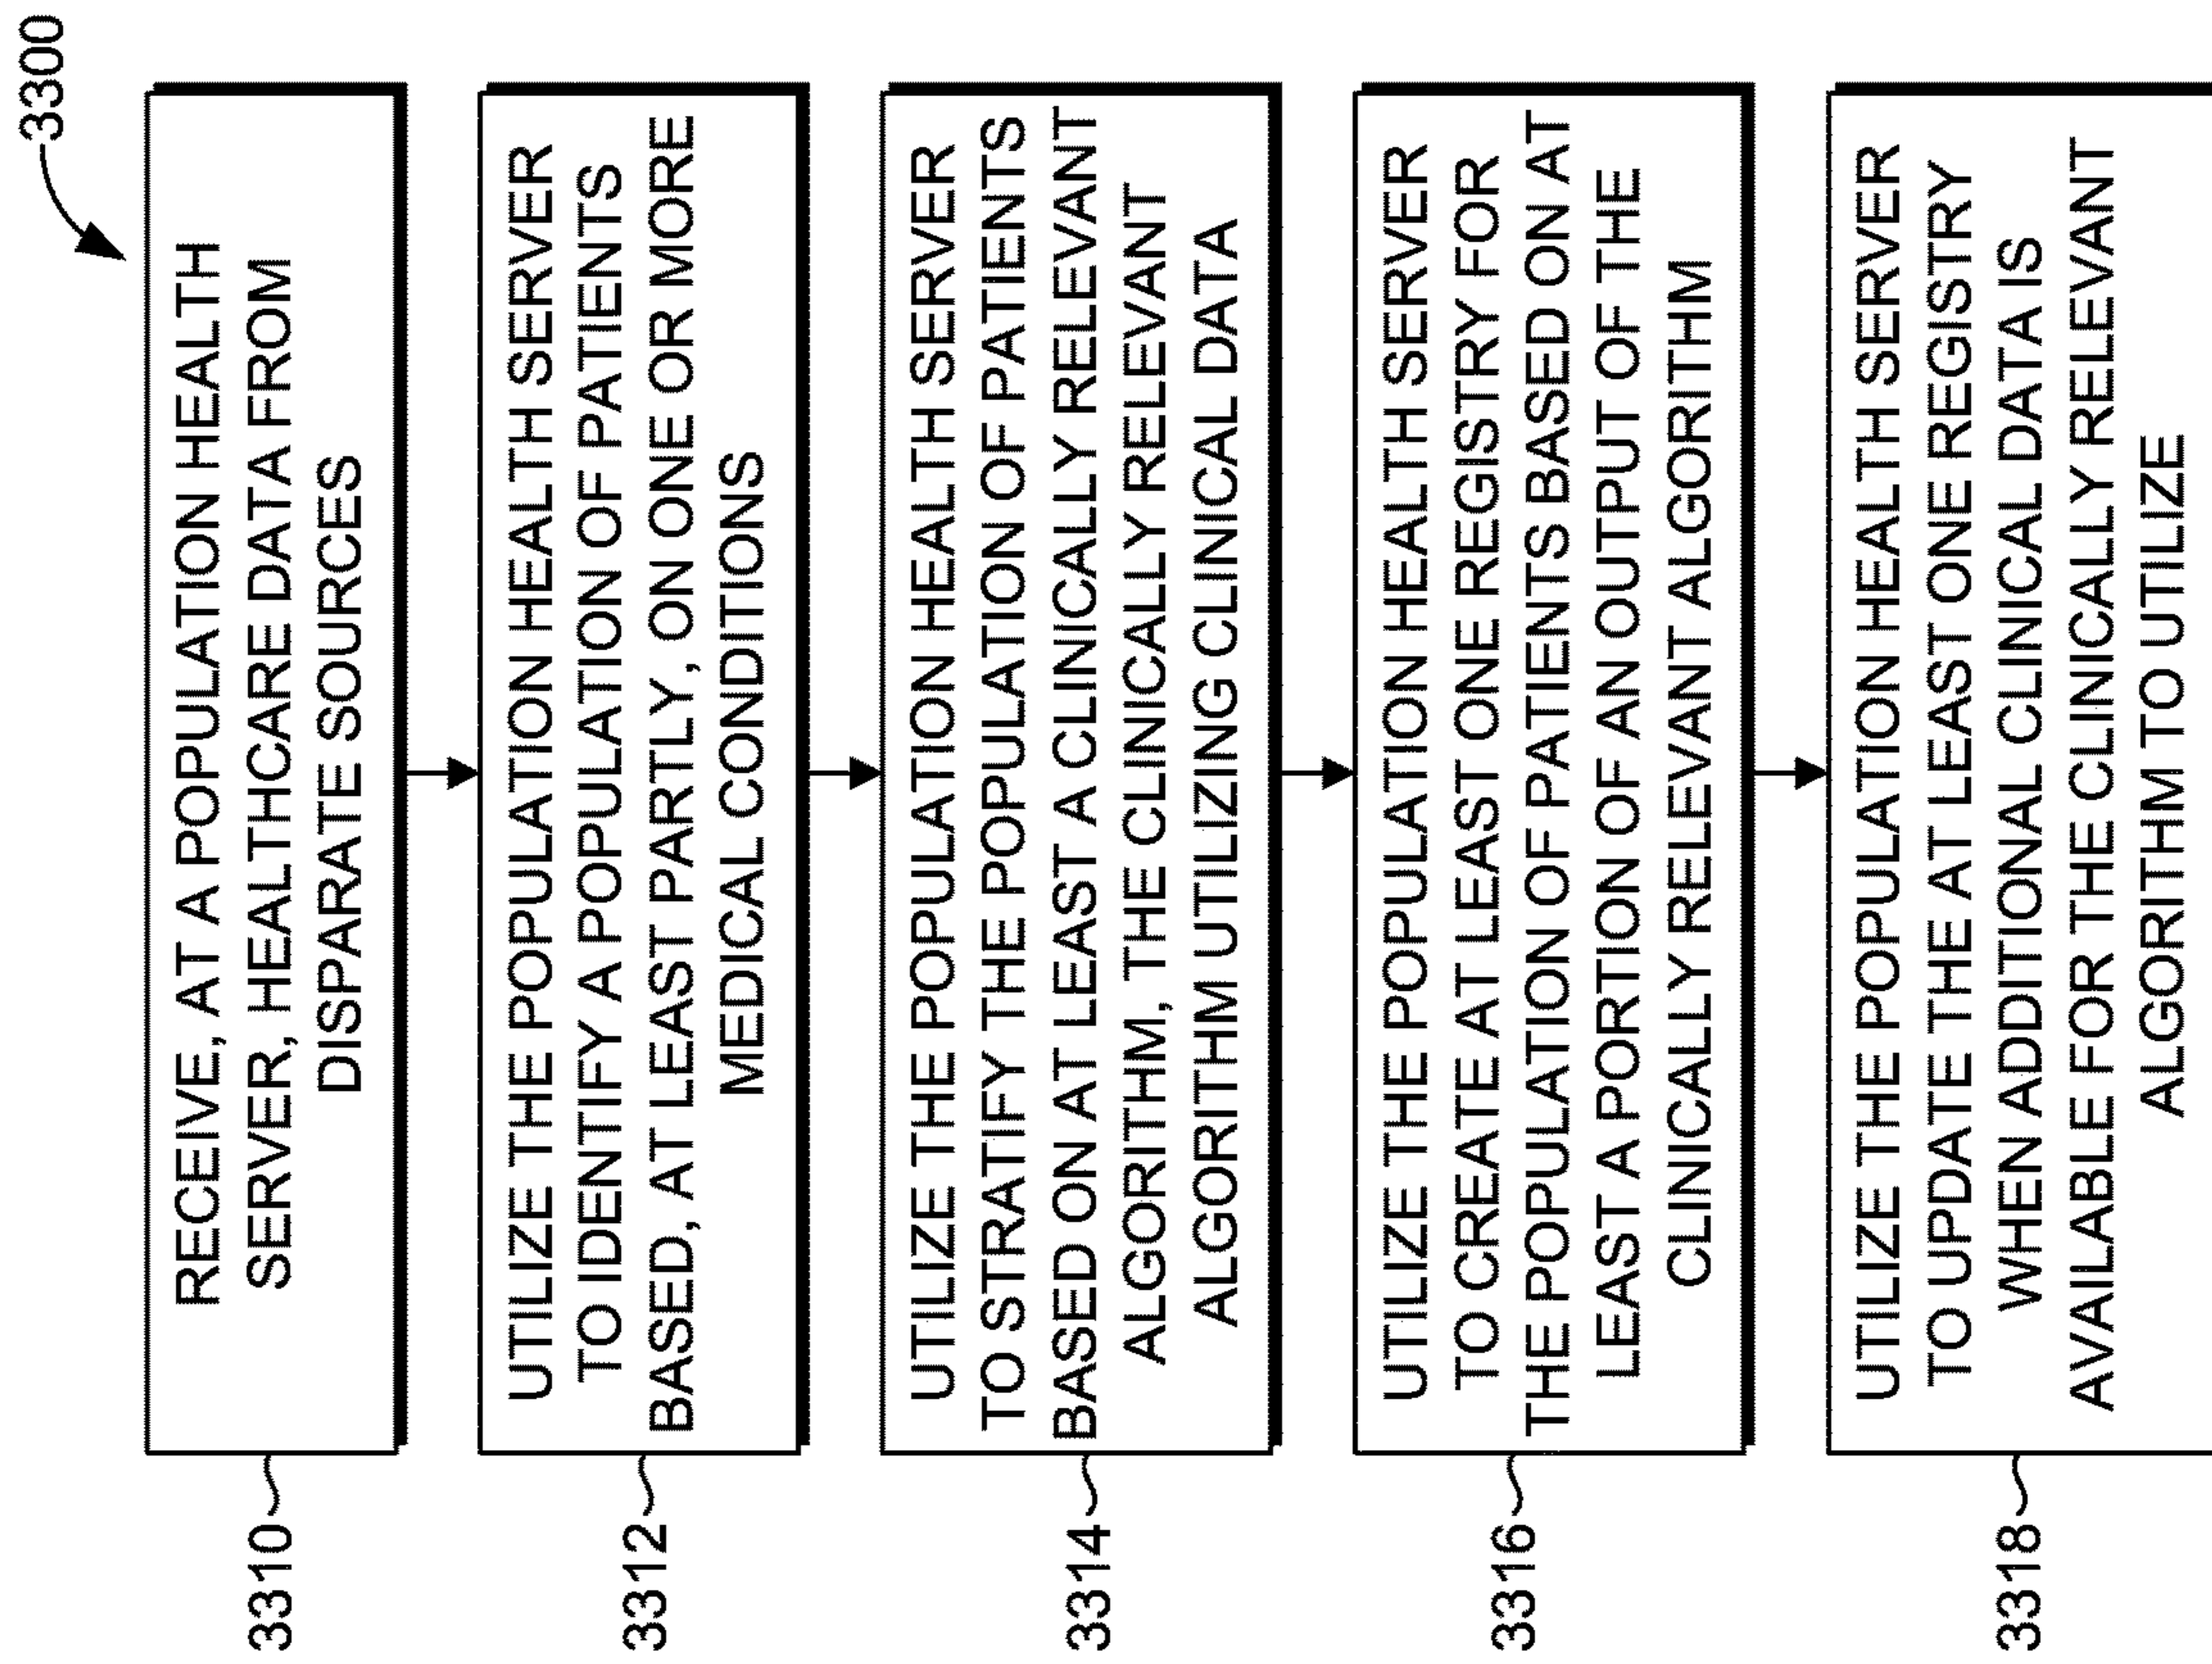 3300
3310
RECEIVE, AT A POPULATION HEALTH
SERVER, HEALTHCARE DATA FROM
DISPARATE SOURCES
3312
UTILIZE THE POPULATION HEALTH SERVER
TO IDENTIFY A POPULATION OF PATIENTS
BASED, AT LEAST PARTLY, ON ONE OR MORE
MEDICAL CONDITIONS
3314
UTILIZE THE POPULATION HEALTH SERVER
TO STRATIFY THE POPULATION OF PATIENTS
BASED ON AT LEAST A CLINICALLY RELEVANT
ALGORITHM, THE CLINICALLY RELEVANT
ALGORITHM UTILIZING CLINICAL DATA
3316
UTILIZE THE POPULATION HEALTH SERVER
TO CREATE AT LEAST ONE REGISTRY FOR
THE POPULATION OF PATIENTS BASED ON AT
LEAST A PORTION OF AN OUTPUT OF THE
CLINICALLY RELEVANT ALGORITHM
3318
UTILIZE THE POPULATION HEALTH SERVER
TO UPDATE THE AT LEAST ONE REGISTRY
WHEN ADDITIONAL CLINICAL DATA IS
AVAILABLE FOR THE CLINICALLY RELEVANT
ALGORITHM TO UTILIZE